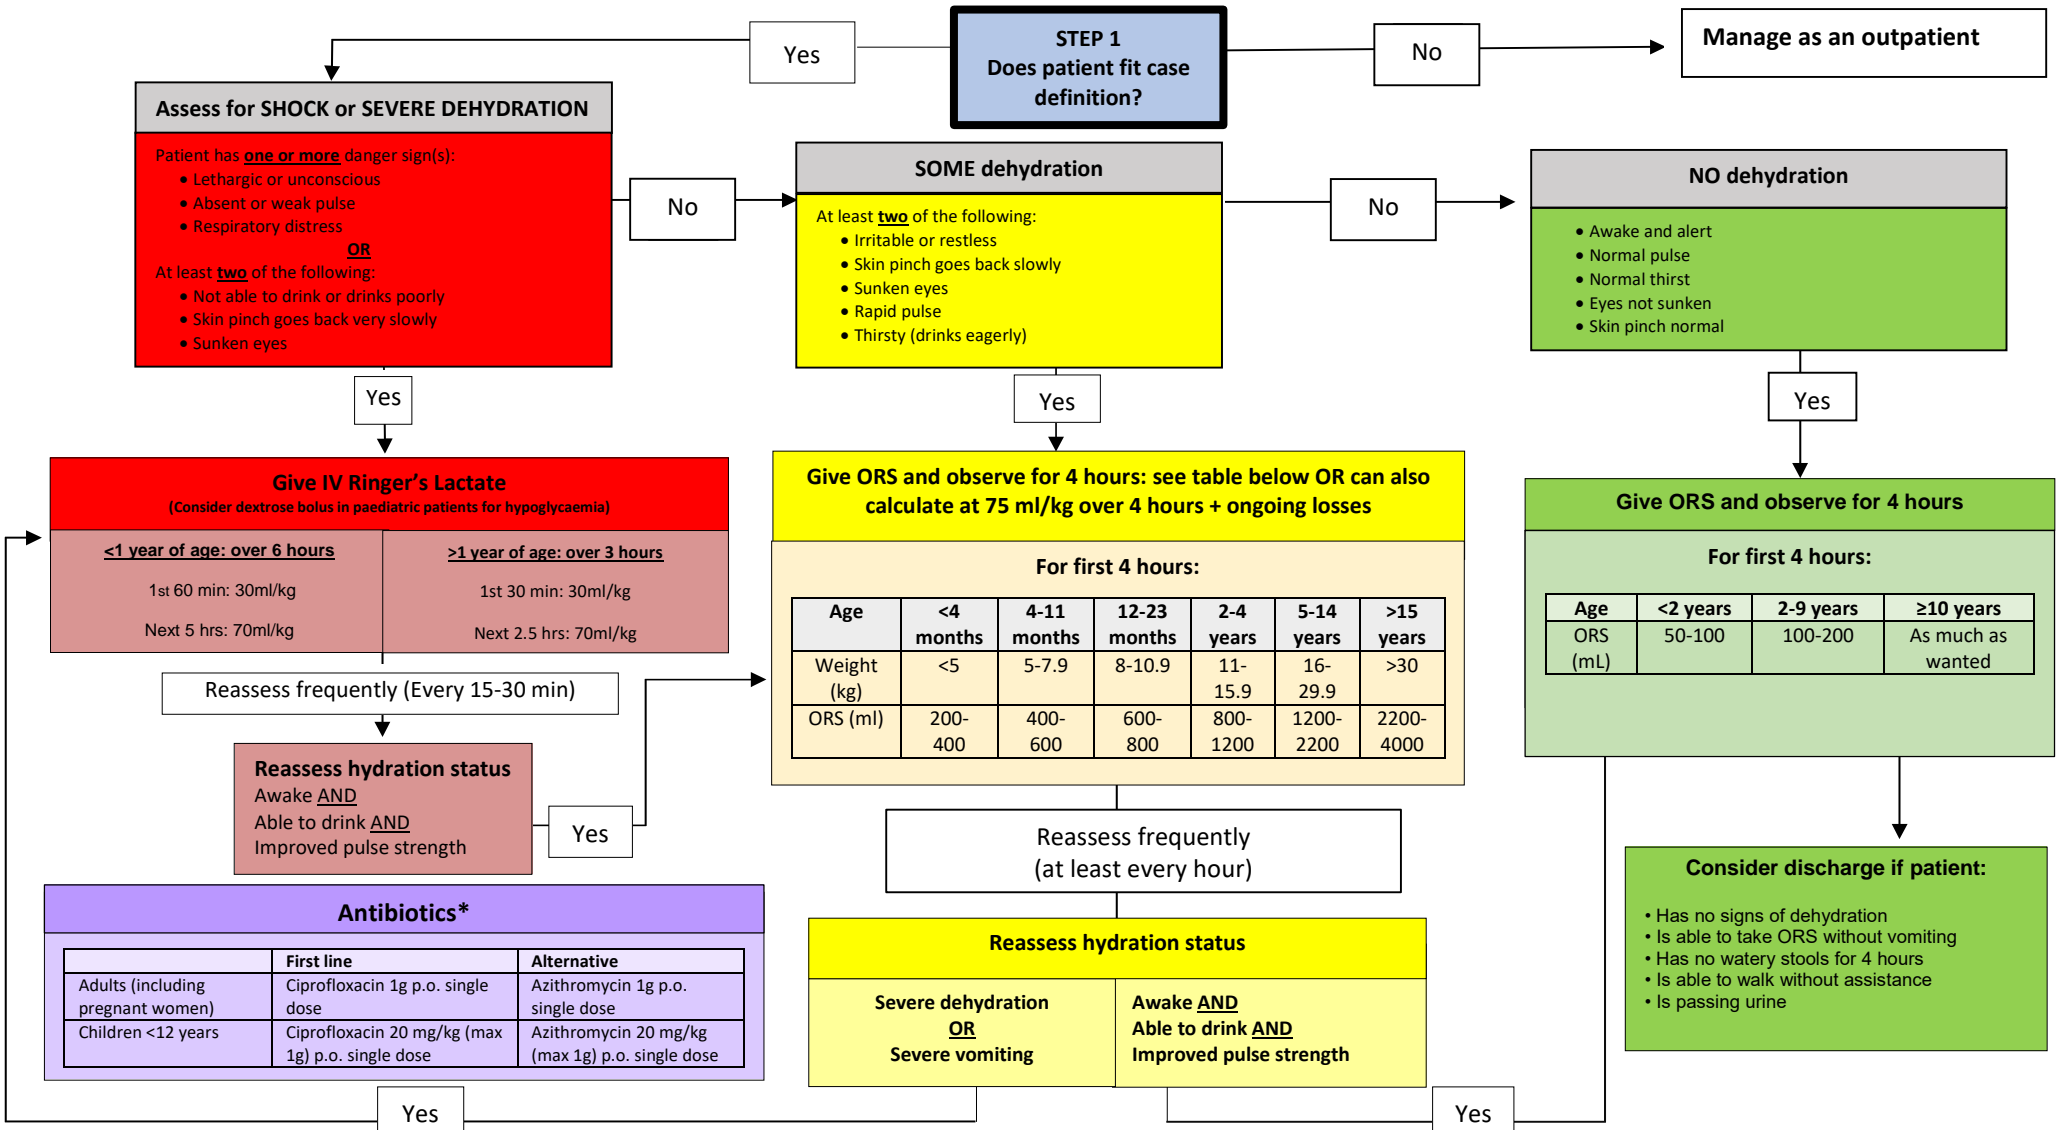 STEP 1
Does patient fit case
definition?
Yes
No
Manage as an outpatient
Assess for SHOCK or SEVERE DEHYDRATION
Patient has one or more danger sign(s):
• Lethargic or unconscious
• Absent or weak pulse
• Respiratory distress
OR
At least two of the following:
• Not able to drink or drinks poorly
• Skin pinch goes back very slowly
• Sunken eyes
No
SOME dehydration
At least two of the following:
• Irritable or restless
• Skin pinch goes back slowly
• Sunken eyes
• Rapid pulse
• Thirsty (drinks eagerly)
No
NO dehydration
• Awake and alert
• Normal pulse
• Normal thirst
• Eyes not sunken
• Skin pinch normal
Yes
Yes
Yes
Give IV Ringer's Lactate
(Consider dextrose bolus in paediatric patients for hypoglycaemia)
<1 year of age: over 6 hours
1st 60 min: 30ml/kg
Next 5 hrs: 70ml/kg
>1 year of age: over 3 hours
1st 30 min: 30ml/kg
Next 2.5 hrs: 70ml/kg
Reassess frequently (Every 15-30 min)
Reassess hydration status
Awake AND
Able to drink AND
Improved pulse strength
Yes
Give ORS and observe for 4 hours: see table below OR can also
calculate at 75 ml/kg over 4 hours + ongoing losses
For first 4 hours:
Age <4 months 4-11 months 12-23 months 2-4 years 5-14 years >15 years
Weight (kg) <5 5-7.9 8-10.9 11-15.9 16-29.9 >30
ORS (ml) 200-400 400-600 600-800 800-1200 1200-2200 2200-4000
Reassess frequently
(at least every hour)
Reassess hydration status
Severe dehydration
OR
Severe vomiting
Awake AND
Able to drink AND
Improved pulse strength
Yes
Yes
Give ORS and observe for 4 hours
For first 4 hours:
Age <2 years 2-9 years ≥10 years
ORS (mL) 50-100 100-200 As much as wanted
Consider discharge if patient:
• Has no signs of dehydration
• Is able to take ORS without vomiting
• Has no watery stools for 4 hours
• Is able to walk without assistance
• Is passing urine
Antibiotics*
First line Alternative
Adults (including pregnant women) Ciprofloxacin 1g p.o. single dose Azithromycin 1g p.o. single dose
Children <12 years Ciprofloxacin 20 mg/kg (max 1g) p.o. single dose Azithromycin 20 mg/kg (max 1g) p.o. single dose